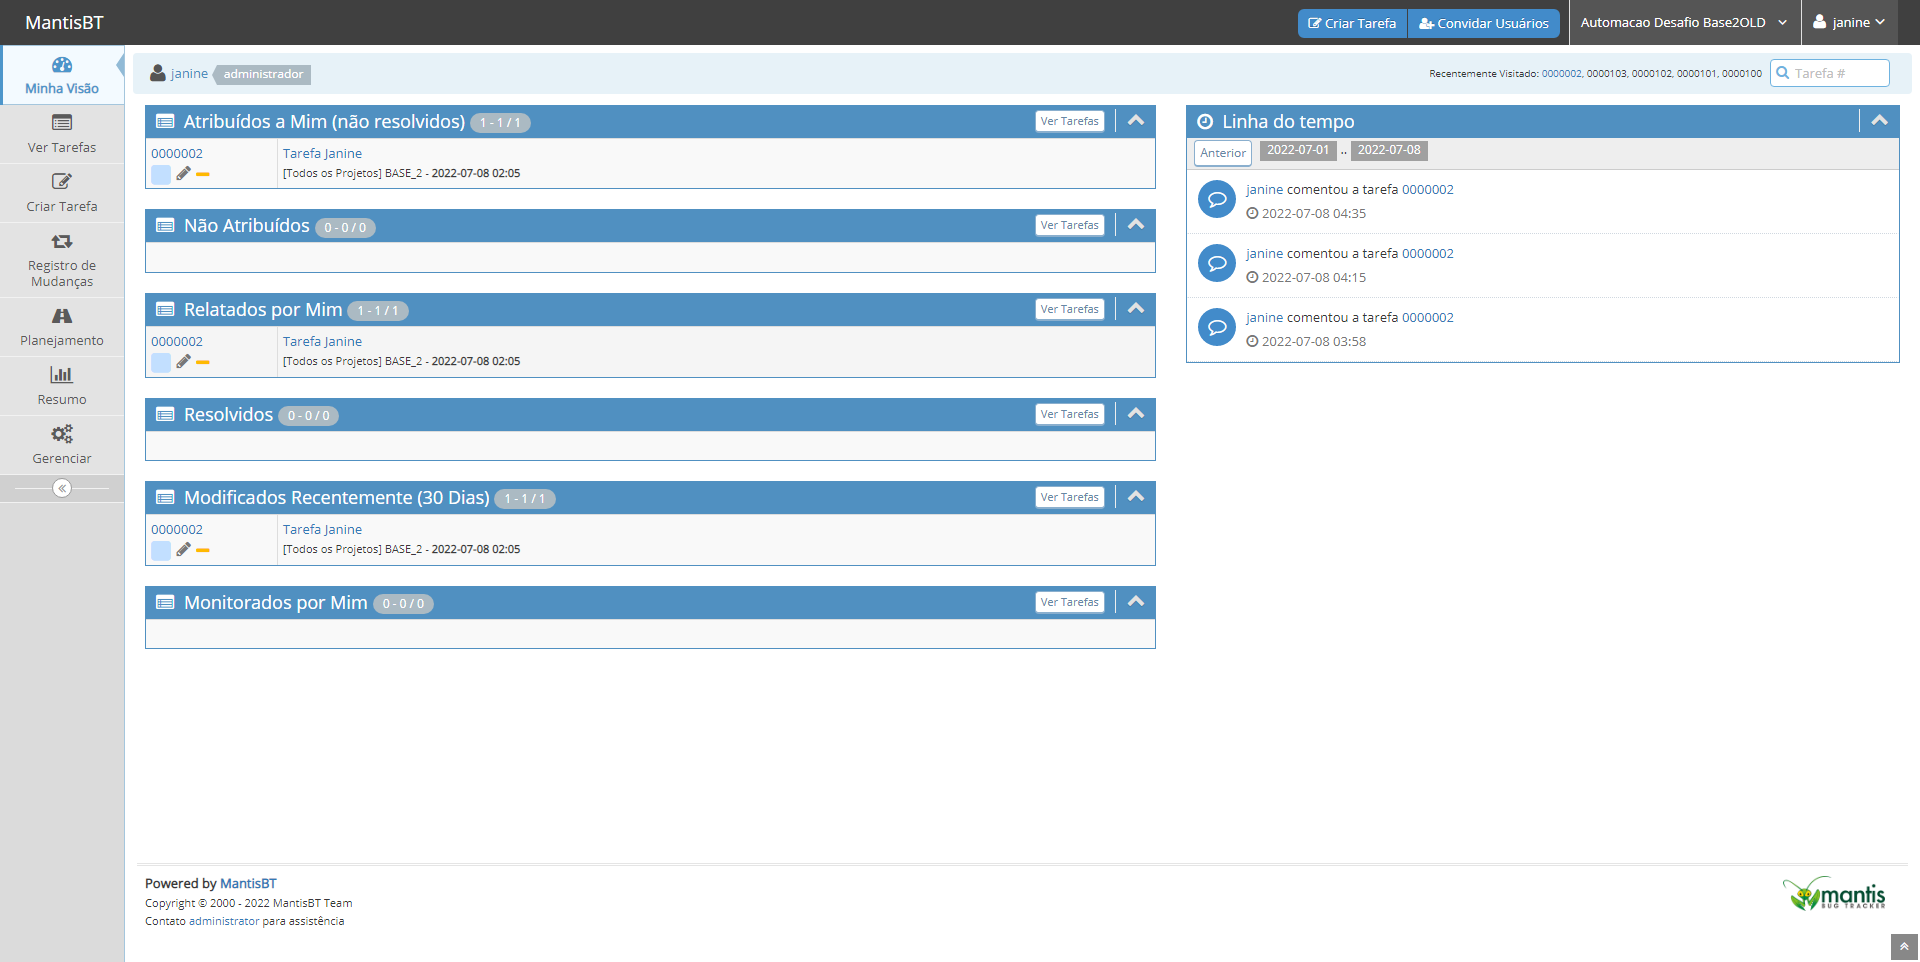 MantisBT
Criar Tarefa
Convidar Usuários
Automacao Desafio Base2OLD
janine
Minha Visão
Ver Tarefas
Criar Tarefa
Registro de
Mudanças
Planejamento
Resumo
Gerenciar
janine administrador
Recentemente Visitado: 0000002, 0000103, 0000102, 0000101, 0000100
Tarefa #
Atribuídos a Mim (não resolvidos) 1 - 1 / 1
Ver Tarefas
0000002
Tarefa Janine
[Todos os Projetos] BASE_2 - 2022-07-08 02:05
Não Atribuídos 0 - 0 / 0
Ver Tarefas
Relatados por Mim 1 - 1 / 1
Ver Tarefas
0000002
Tarefa Janine
[Todos os Projetos] BASE_2 - 2022-07-08 02:05
Resolvidos 0 - 0 / 0
Ver Tarefas
Modificados Recentemente (30 Dias) 1 - 1 / 1
Ver Tarefas
0000002
Tarefa Janine
[Todos os Projetos] BASE_2 - 2022-07-08 02:05
Monitorados por Mim 0 - 0 / 0
Ver Tarefas
Linha do tempo
Anterior 2022-07-01 .. 2022-07-08
janine comentou a tarefa 0000002
2022-07-08 04:35
janine comentou a tarefa 0000002
2022-07-08 04:15
janine comentou a tarefa 0000002
2022-07-08 03:58
Powered by MantisBT
Copyright © 2000 - 2022 MantisBT Team
Contato administrator para assistência
mantis
BUG TRACKER